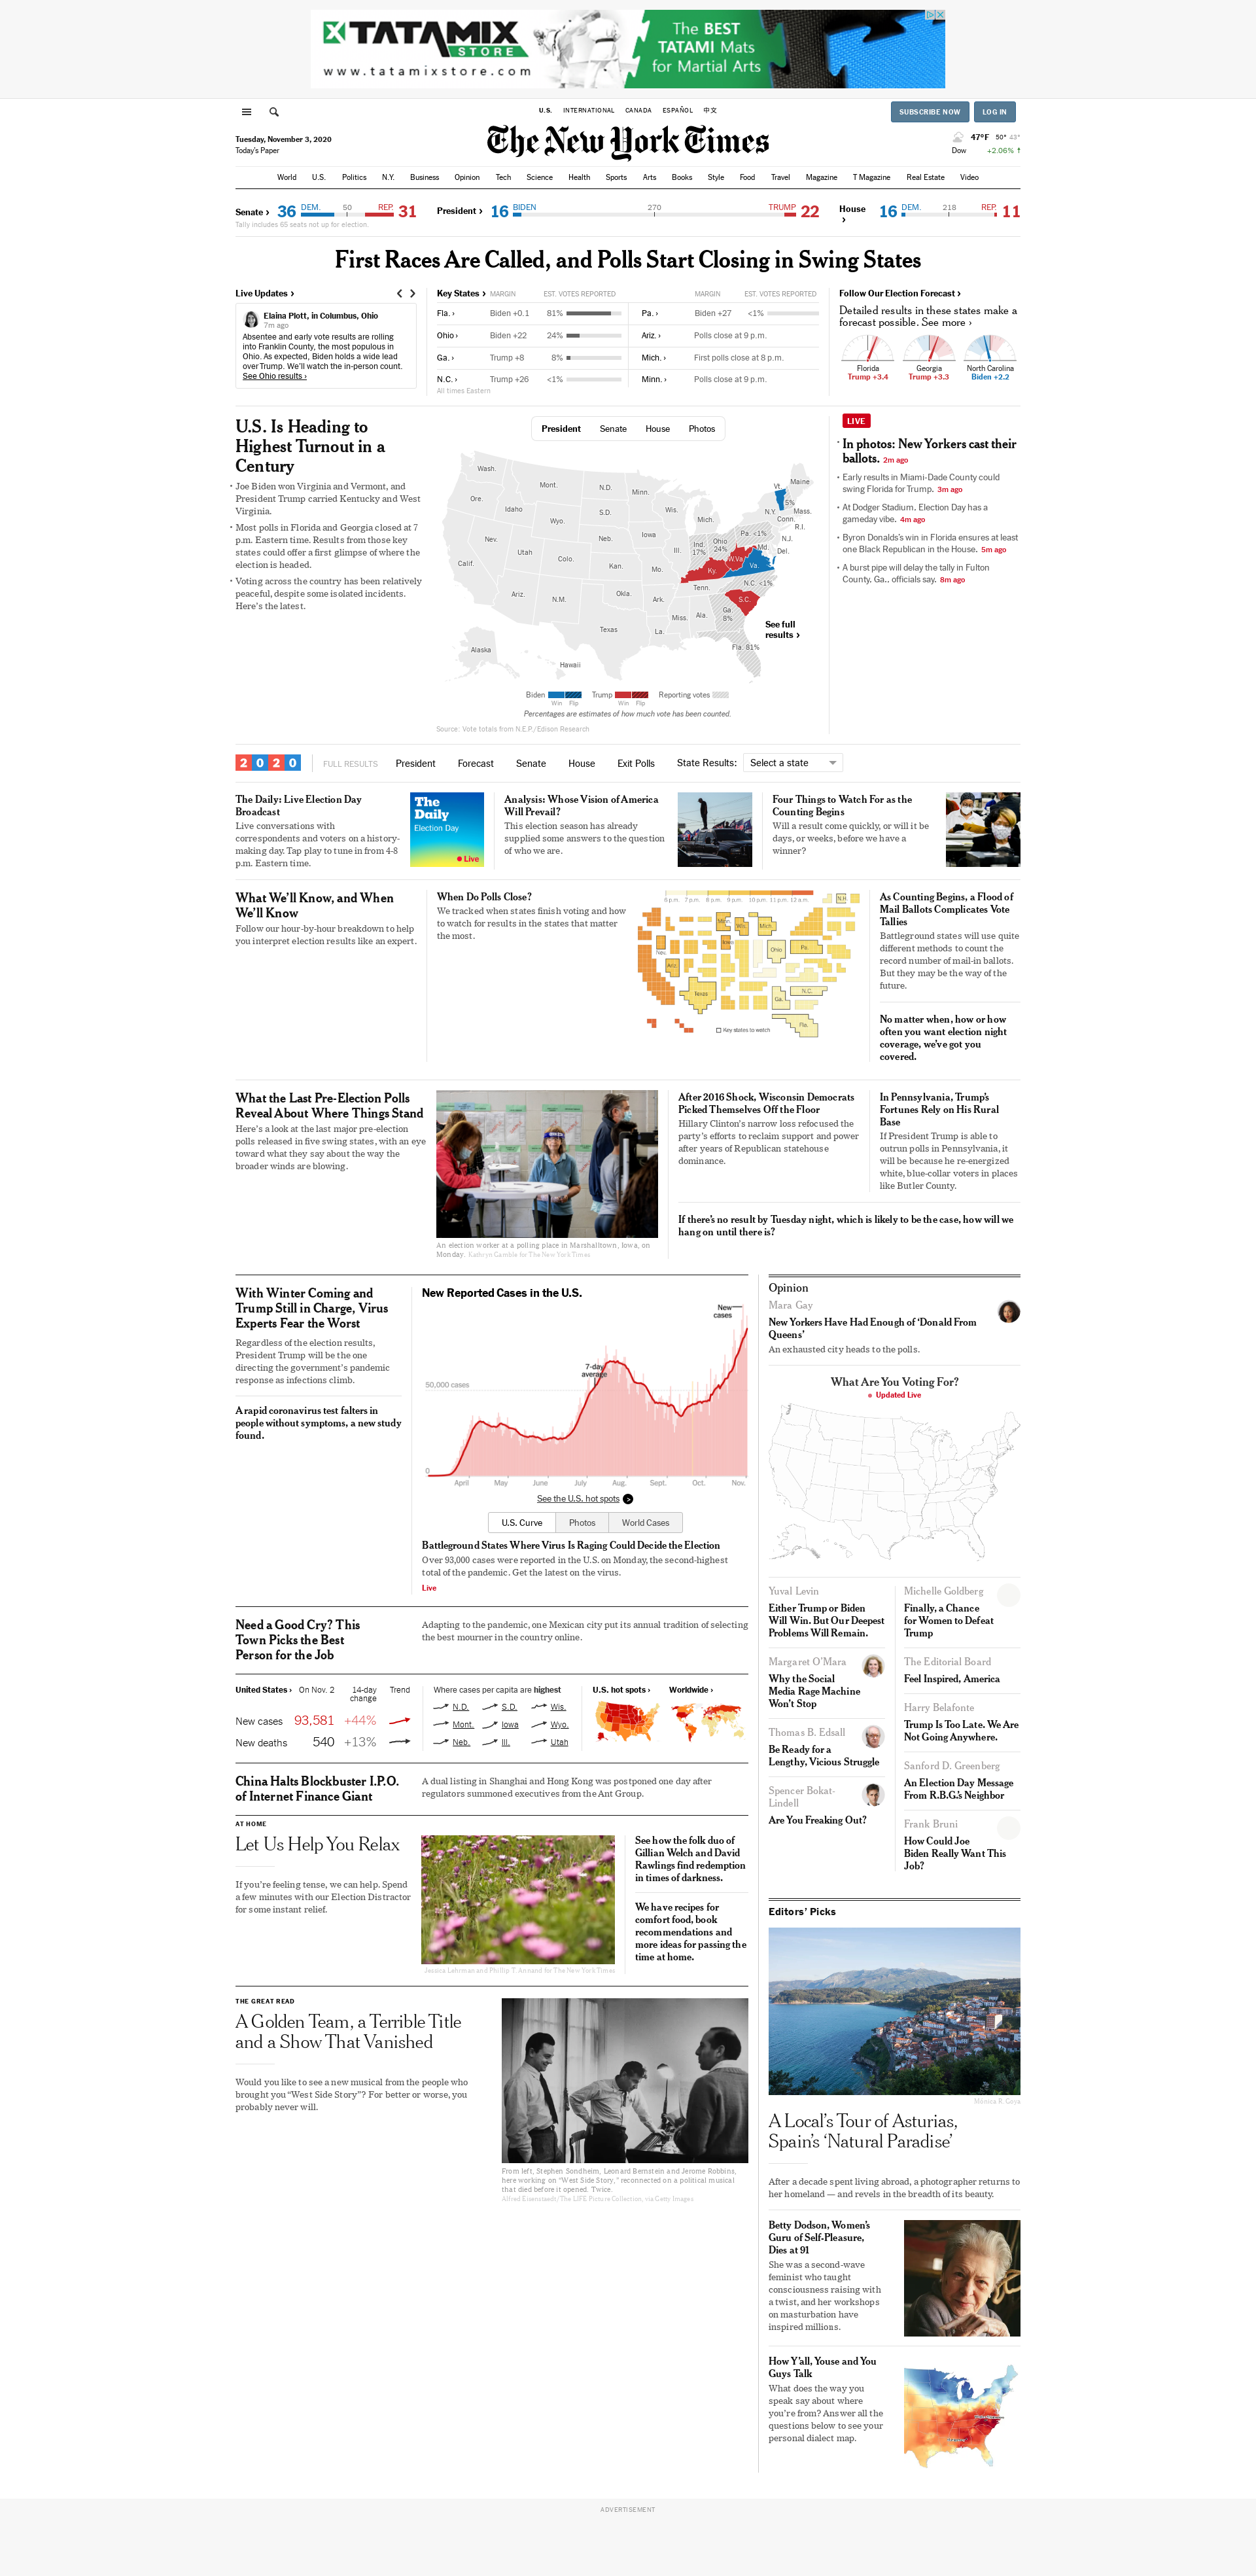 TATAMIX
STORE
www.tatamixstore.com
The BEST
TATAMI Mats
for Martial Arts
U.S. INTERNATIONAL CANADA ESPAÑOL 中文
SUBSCRIBE NOW LOG IN
Tuesday, November 3, 2020
Today's Paper
The New York Times
47°F 50° 43°
Dow +2.06% ↑
World U.S. Politics N.Y. Business Opinion Tech Science Health Sports Arts Books Style Food Travel Magazine T Magazine Real Estate Video
Senate › 36 DEM. 50 REP. 31
Tally includes 65 seats not up for election.
President › 16 BIDEN 270 TRUMP 22
House › 16 DEM. 218 REP. 11
First Races Are Called, and Polls Start Closing in Swing States
Live Updates ›
Elaina Plott, in Columbus, Ohio
7m ago
Absentee and early vote results are rolling
into Franklin County, the most populous in
Ohio. As expected, Biden holds a wide lead
over Trump. We'll watch the in-person count.
See Ohio results ›
Key States › MARGIN EST. VOTES REPORTED MARGIN EST. VOTES REPORTED
Fla. › Biden +0.1 81% Pa. › Biden +27 <1%
Ohio › Biden +22 24% Ariz. › Polls close at 9 p.m.
Ga. › Trump +8 8% Mich. › First polls close at 8 p.m.
N.C. › Trump +26 <1% Minn. › Polls close at 9 p.m.
All times Eastern
Follow Our Election Forecast ›
Detailed results in these states make a
forecast possible. See more ›
Florida Georgia North Carolina
Trump +3.4 Trump +3.3 Biden +2.2
U.S. Is Heading to
Highest Turnout in a
Century
Joe Biden won Virginia and Vermont, and
President Trump carried Kentucky and West
Virginia.
Most polls in Florida and Georgia closed at 7
p.m. Eastern time. Results from those key
states could offer a first glimpse of where the
election is headed.
Voting across the country has been relatively
peaceful, despite some isolated incidents.
Here's the latest.
President Senate House Photos
Wash. Mont. N.D. Minn. Vt. Maine
Ore. Idaho S.D. Wis. Mich. N.Y. 5% Mass.
Conn. R.I.
Wyo. Nev. Neb. Iowa Ind. 17% Ohio 24% Pa. <1% N.J.
Calif. Utah Colo. Kan. Mo. Ill. Ky. W.Va. Va. Md. Del.
Ariz. N.M. Okla. Ark. Tenn. N.C. <1%
Texas La. Miss. Ala. Ga. 8% S.C.
Alaska Hawaii Fla. 81%
See full
results ›
Biden Trump Reporting votes
Win Flip Win Flip
Percentages are estimates of how much vote has been counted.
Source: Vote totals from N.E.P./Edison Research
LIVE
In photos: New Yorkers cast their
ballots. 2m ago
Early results in Miami-Dade County could
swing Florida for Trump. 3m ago
At Dodger Stadium, Election Day has a
gameday vibe. 4m ago
Byron Donalds's win in Florida ensures at least
one Black Republican in the House. 5m ago
A burst pipe will delay the tally in Fulton
County, Ga., officials say. 8m ago
2020 FULL RESULTS President Forecast Senate House Exit Polls State Results: Select a state
The Daily: Live Election Day
Broadcast
Live conversations with
correspondents and voters on a history-
making day. Tap play to tune in from 4-8
p.m. Eastern time.
The
Daily
Election Day
Live
Analysis: Whose Vision of America
Will Prevail?
This election season has already
supplied some answers to the question
of who we are.
Four Things to Watch For as the
Counting Begins
Will a result come quickly, or will it be
days, or weeks, before we have a
winner?
What We'll Know, and When
We'll Know
Follow our hour-by-hour breakdown to help
you interpret election results like an expert.
When Do Polls Close?
We tracked when states finish voting and how
to watch for results in the states that matter
the most.
6 p.m. 7 p.m. 8 p.m. 9 p.m. 10 p.m. 11 p.m. 12 a.m.
N.H.
Minn. Wis. Mich.
Nev. Iowa Ohio Pa.
Ariz. N.C.
Texas Ga.
Fla.
Key states to watch
As Counting Begins, a Flood of
Mail Ballots Complicates Vote
Tallies
Battleground states will use quite
different methods to count the
record number of mail-in ballots.
But they may be the way of the
future.
No matter when, how or how
often you want election night
coverage, we've got you
covered.
What the Last Pre-Election Polls
Reveal About Where Things Stand
Here's a look at the last major pre-election
polls released in five swing states, with an eye
toward what they say about the way the
broader winds are blowing.
An election worker at a polling place in Marshalltown, Iowa, on
Monday. Kathryn Gamble for The New York Times
After 2016 Shock, Wisconsin Democrats
Picked Themselves Off the Floor
Hillary Clinton's narrow loss refocused the
party's efforts to reclaim support and power
after years of Republican statehouse
dominance.
In Pennsylvania, Trump's
Fortunes Rely on His Rural
Base
If President Trump is able to
outrun polls in Pennsylvania, it
will be because he re-energized
white, blue-collar voters in places
like Butler County.
If there's no result by Tuesday night, which is likely to be the case, how will we
hang on until there is?
With Winter Coming and
Trump Still in Charge, Virus
Experts Fear the Worst
Regardless of the election results,
President Trump will be the one
directing the government's pandemic
response as infections climb.
A rapid coronavirus test falters in
people without symptoms, a new study
found.
New Reported Cases in the U.S.
New
cases
7-day
average
50,000 cases
0
April May June July Aug. Sept. Oct. Nov.
See the U.S. hot spots
U.S. Curve Photos World Cases
Battleground States Where Virus Is Raging Could Decide the Election
Over 93,000 cases were reported in the U.S. on Monday, the second-highest
total of the pandemic. Get the latest on the virus.
Live
Need a Good Cry? This
Town Picks the Best
Person for the Job
Adapting to the pandemic, one Mexican city put its annual tradition of selecting
the best mourner in the country online.
United States › On Nov. 2 14-day
change Trend
New cases 93,581 +44%
New deaths 540 +13%
Where cases per capita are highest
N.D. S.D. Wis.
Mont. Iowa Wyo.
Neb. Ill. Utah
U.S. hot spots › Worldwide ›
China Halts Blockbuster I.P.O.
of Internet Finance Giant
A dual listing in Shanghai and Hong Kong was postponed one day after
regulators summoned executives from the Ant Group.
AT HOME
Let Us Help You Relax
If you're feeling tense, we can help. Spend
a few minutes with our Election Distractor
for some instant relief.
Jessica Lehrman and Phillip T. Annand for The New York Times
See how the folk duo of
Gillian Welch and David
Rawlings find redemption
in times of darkness.
We have recipes for
comfort food, book
recommendations and
more ideas for passing the
time at home.
THE GREAT READ
A Golden Team, a Terrible Title
and a Show That Vanished
Would you like to see a new musical from the people who
brought you “West Side Story”? For better or worse, you
probably never will.
From left, Stephen Sondheim, Leonard Bernstein and Jerome Robbins,
here working on “West Side Story,” reconnected on a political musical
that died before it opened. Twice.
Alfred Eisenstaedt/The LIFE Picture Collection, via Getty Images
Opinion
Mara Gay
New Yorkers Have Had Enough of ‘Donald From
Queens’
An exhausted city heads to the polls.
What Are You Voting For?
Updated Live
Yuval Levin
Either Trump or Biden
Will Win. But Our Deepest
Problems Will Remain.
Margaret O'Mara
Why the Social
Media Rage Machine
Won't Stop
Thomas B. Edsall
Be Ready for a
Lengthy, Vicious Struggle
Spencer Bokat-
Lindell
Are You Freaking Out?
Michelle Goldberg
Finally, a Chance
for Women to Defeat
Trump
The Editorial Board
Feel Inspired, America
Harry Belafonte
Trump Is Too Late. We Are
Not Going Anywhere.
Sanford D. Greenberg
An Election Day Message
From R.B.G.'s Neighbor
Frank Bruni
How Could Joe
Biden Really Want This
Job?
Editors' Picks
Mónica R. Goya
A Local's Tour of Asturias,
Spain's ‘Natural Paradise’
After a decade spent living abroad, a photographer returns to
her homeland — and revels in the breadth of its beauty.
Betty Dodson, Women's
Guru of Self-Pleasure,
Dies at 91
She was a second-wave
feminist who taught
consciousness raising with
a twist, and her workshops
on masturbation have
inspired millions.
How Y'all, Youse and You
Guys Talk
What does the way you
speak say about where
you're from? Answer all the
questions below to see your
personal dialect map.
ADVERTISEMENT